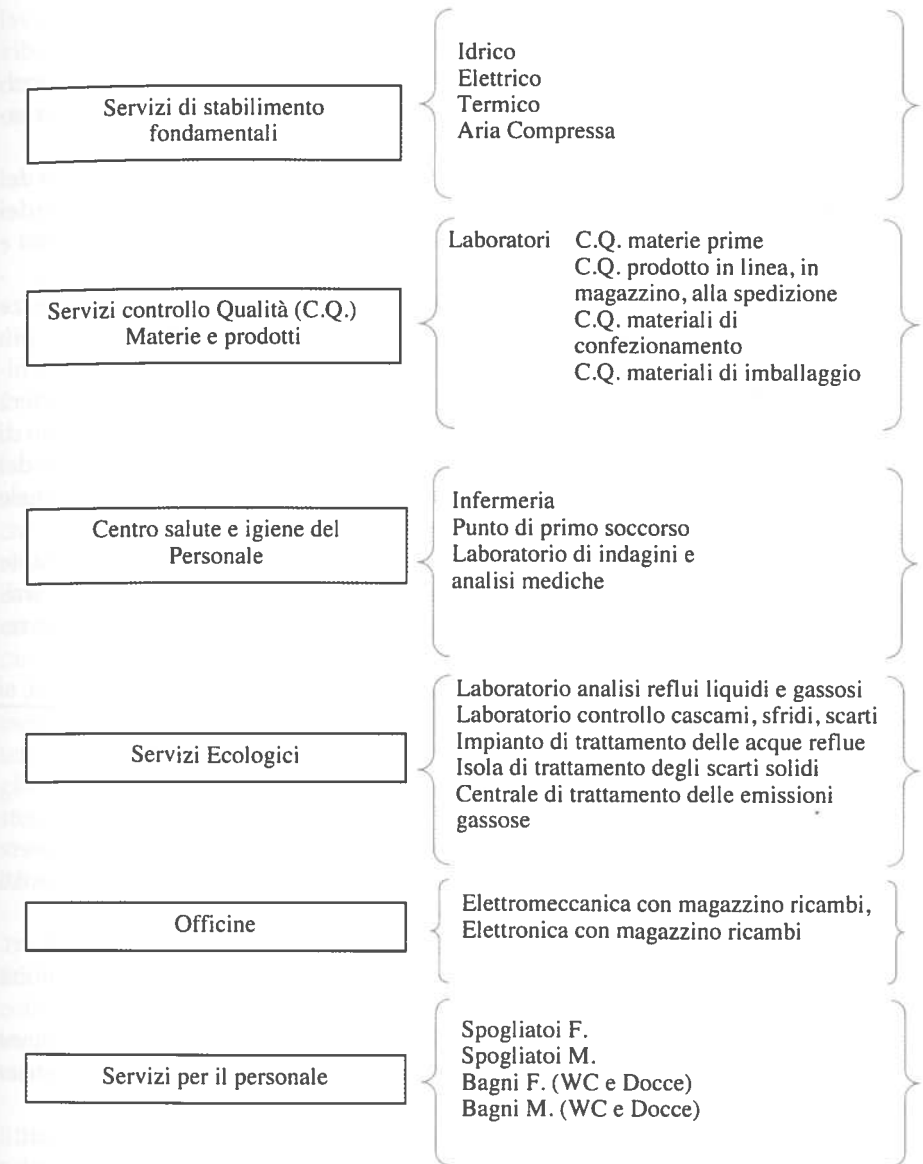 Servizi di stabilimento
fondamentali
Idrico
Elettrico
Termico
Aria Compressa
Servizi controllo Qualità (C.Q.)
Materie e prodotti
Laboratori C.Q. materie prime
C.Q. prodotto in linea, in
magazzino, alla spedizione
C.Q. materiali di
confezionamento
C.Q. materiali di imballaggio
Centro salute e igiene del
Personale
Infermeria
Punto di primo soccorso
Laboratorio di indagini e
analisi mediche
Servizi Ecologici
Laboratorio analisi reflui liquidi e gassosi
Laboratorio controllo cascami, sfridi, scarti
Impianto di trattamento delle acque reflue
Isola di trattamento degli scarti solidi
Centrale di trattamento delle emissioni
gassose
Officine
Elettromeccanica con magazzino ricambi,
Elettronica con magazzino ricambi
Servizi per il personale
Spogliatoi F.
Spogliatoi M.
Bagni F. (WC e Docce)
Bagni M. (WC e Docce)